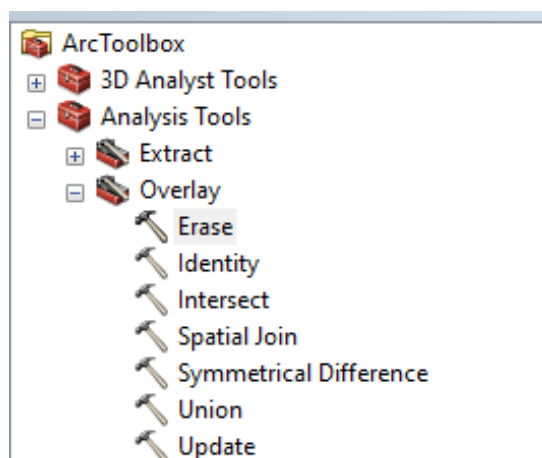 ArcToolbox
3D Analyst Tools
Analysis Tools
Extract
Overlay
Erase
Identity
Intersect
Spatial Join
Symmetrical Difference
Union
Update